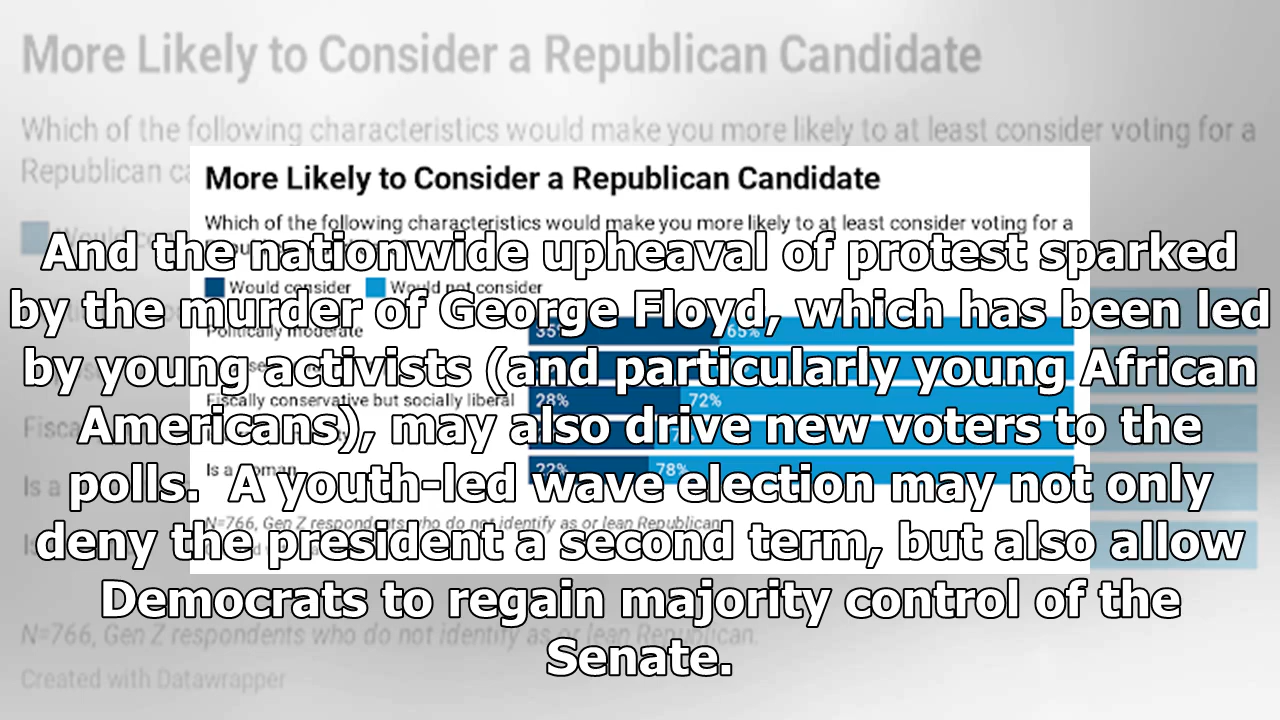 More Likely to Consider a Republican Candidate
Which of the following characteristics would make you more likely to at least consider voting for a
Republican
More Likely to Consider a Republican Candidate
Which of the following characteristics would make you more likely to at least consider voting for a
Would consider Would not consider
Politically moderate 35% 65%
Fiscally conservative but socially liberal 28% 72%
Is a woman 22% 78%
N=766, Gen Z respondents who do not identify as or lean Republican
And the nationwide upheaval of protest sparked
by the murder of George Floyd, which has been led
by young activists (and particularly young African
Americans), may also drive new voters to the
polls. A youth-led wave election may not only
deny the president a second term, but also allow
Democrats to regain majority control of the
Senate.
N=766, Gen Z respondents who do not identify as or lean Republican.
Created with Datawrapper